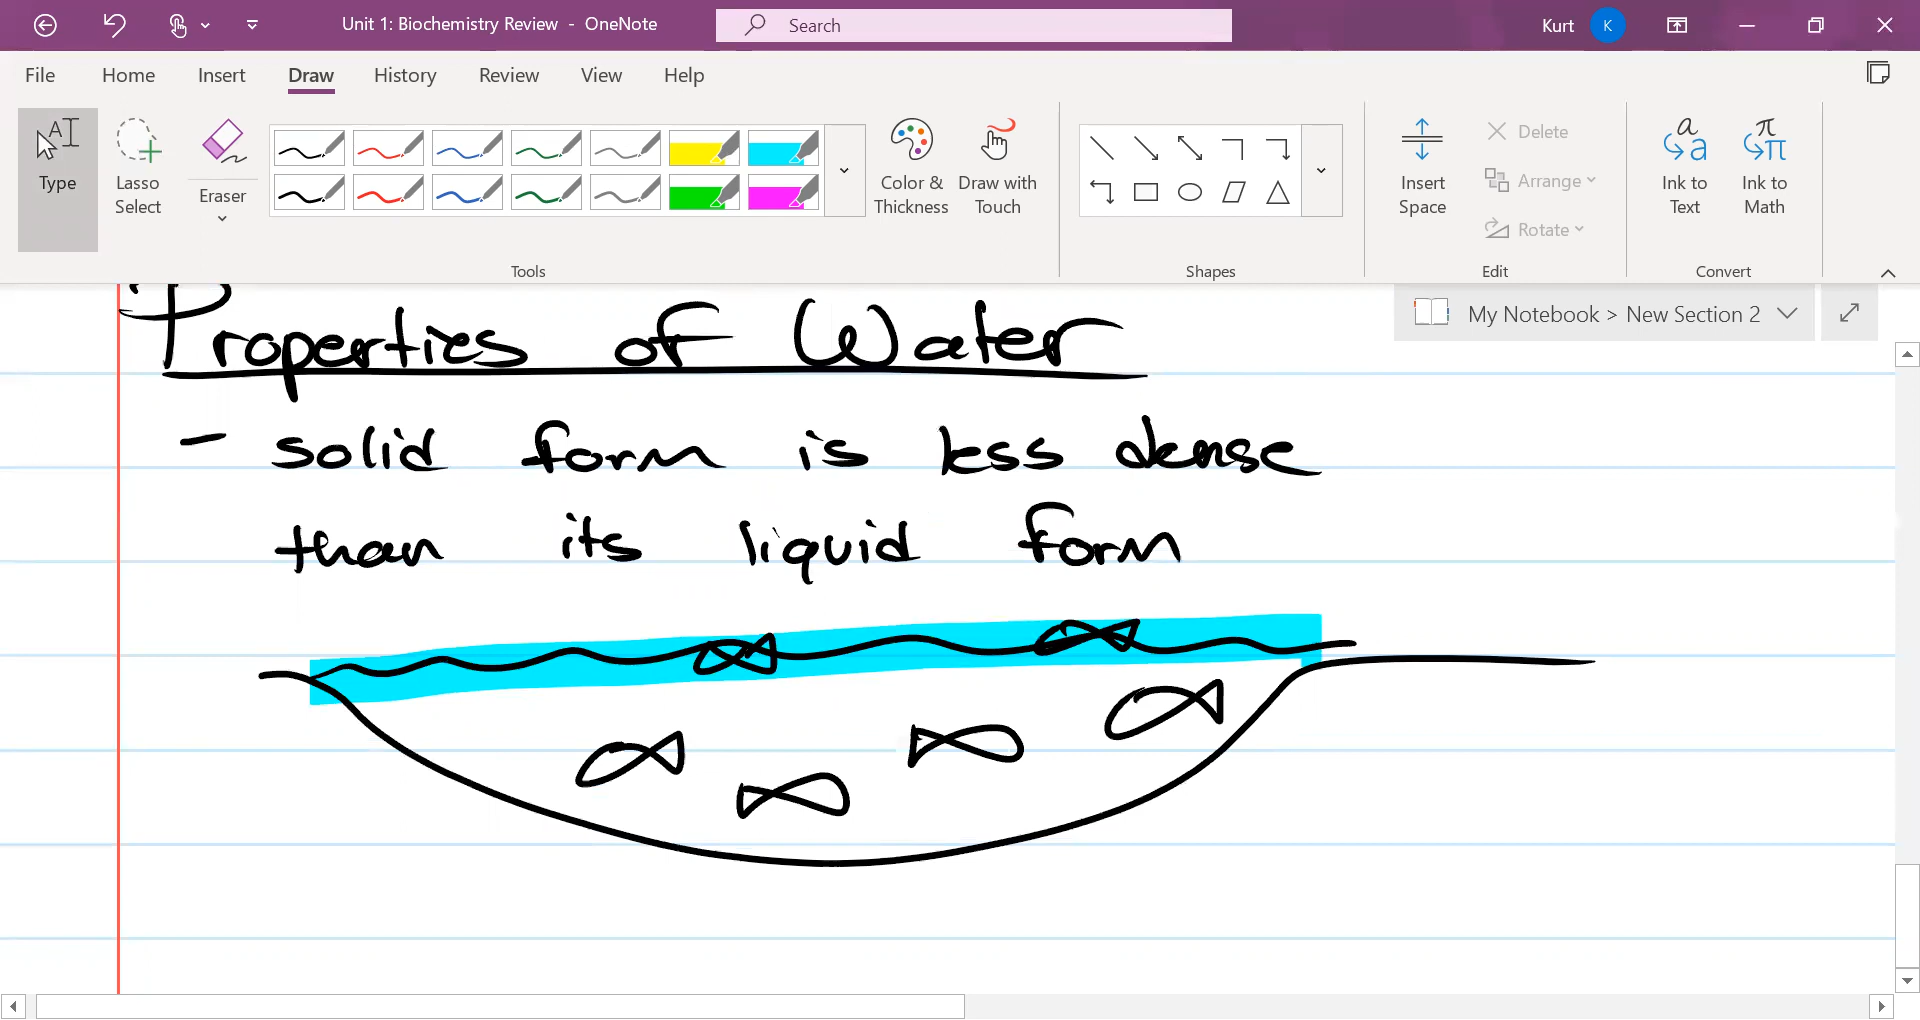 Unit 1: Biochemistry Review - OneNote
Search
Kurt
K
File Home Insert Draw History Review View Help
Type
Lasso Select
Eraser
Color & Thickness
Draw with Touch
Insert Space
Delete
Arrange
Rotate
Ink to Text
Ink to Math
Tools
Shapes
Edit
Convert
My Notebook > New Section 2
Properties of Water
- solid form is less dense
than its liquid form